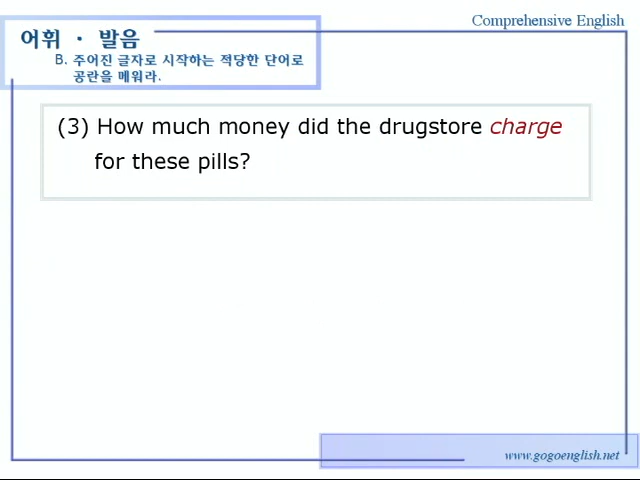 Comprehensive English
어휘 · 발음
B. 주어진 글자로 시작하는 적당한 단어로
공란을 메워라.
(3) How much money did the drugstore charge
for these pills?
www.gogoenglish.net